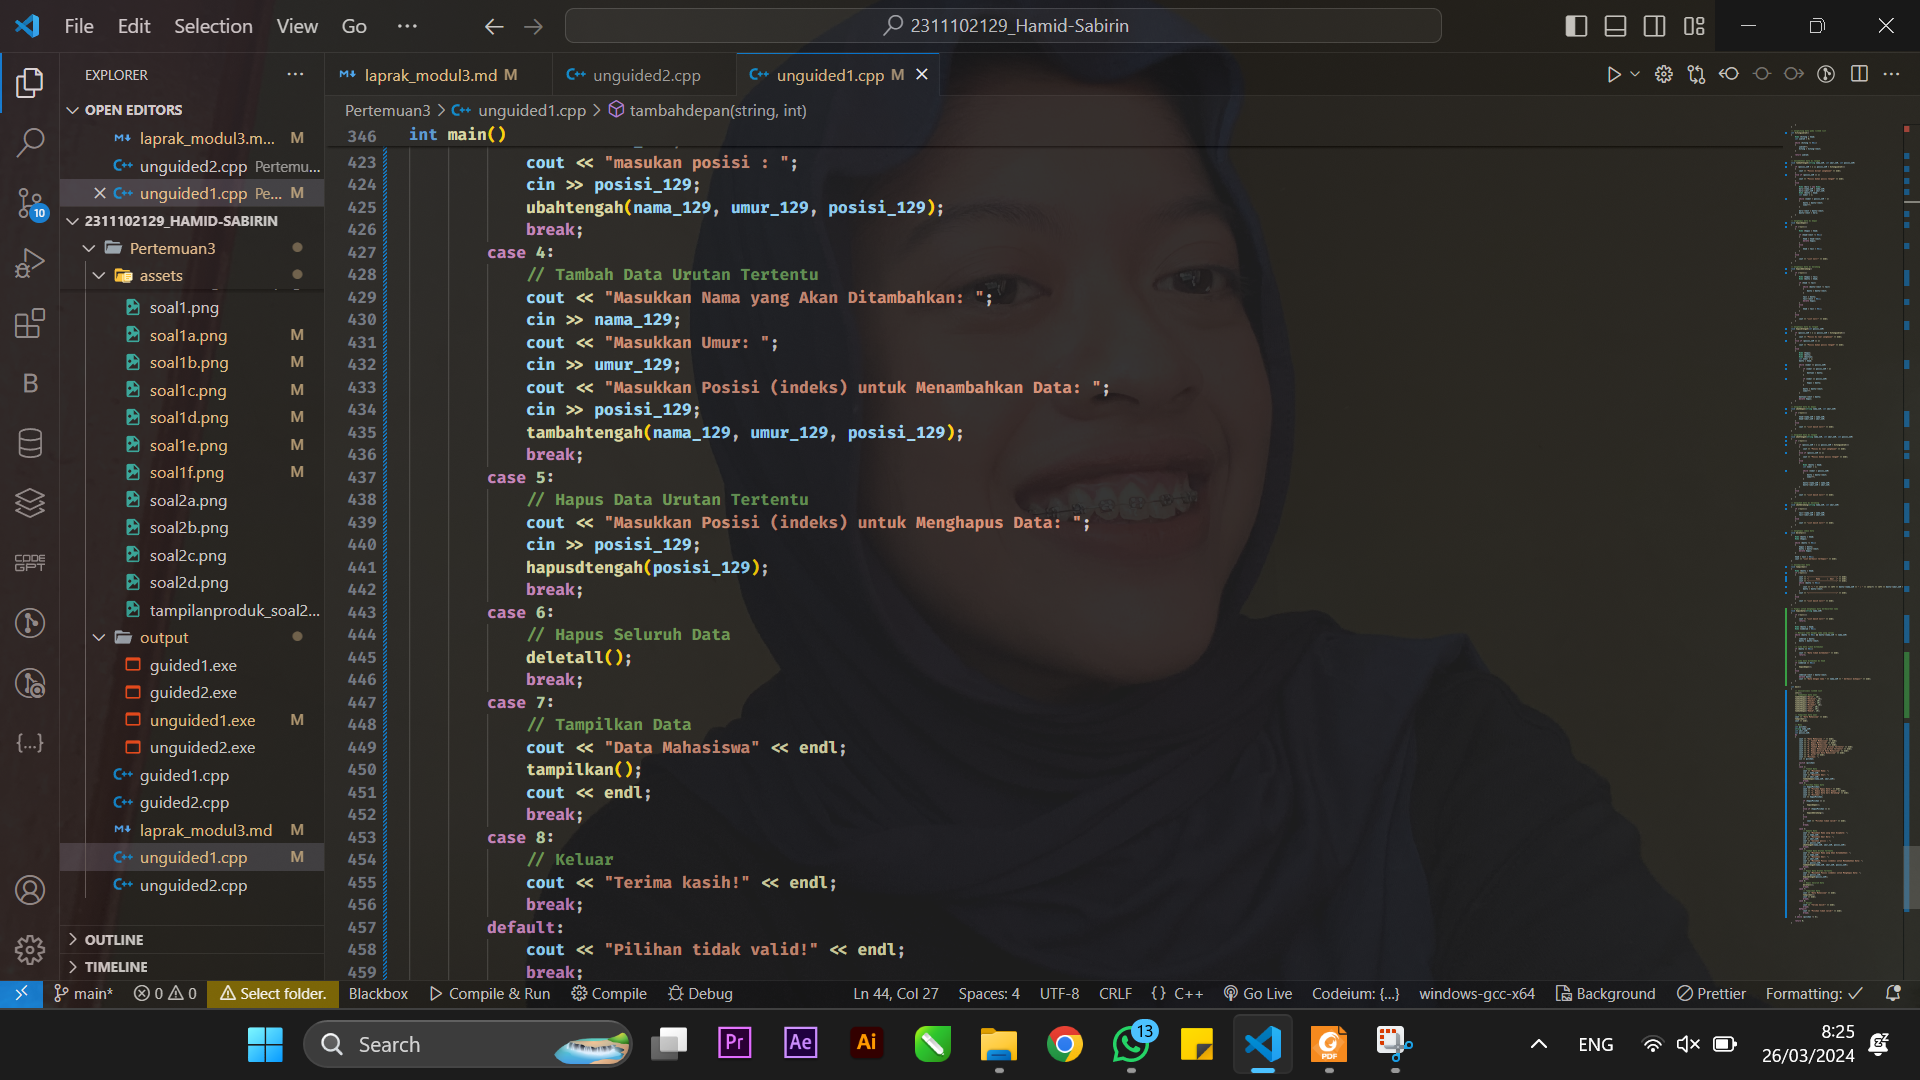 File Edit Selection View Go ··· 2311102129_Hamid-Sabirin
EXPLORER ···
laprak_modul3.md M unguided2.cpp unguided1.cpp M
OPEN EDITORS
laprak_modul3.m... M
unguided2.cpp Pertemu...
unguided1.cpp Pe... M
2311102129_HAMID-SABIRIN
Pertemuan3
assets
soal1.png
soal1a.png M
soal1b.png M
soal1c.png M
soal1d.png M
soal1e.png M
soal1f.png M
soal2a.png
soal2b.png
soal2c.png
soal2d.png
tampilanproduk_soal2...
output
guided1.exe
guided2.exe
unguided1.exe M
unguided2.exe
guided1.cpp
guided2.cpp
laprak_modul3.md M
unguided1.cpp M
unguided2.cpp
OUTLINE
TIMELINE
10
B
CODE
GPT
{...}
Pertemuan3 > unguided1.cpp > tambahdepan(string, int)
346 int main()
423 cout << "masukan posisi : ";
424 cin >> posisi_129;
425 ubahtengah(nama_129, umur_129, posisi_129);
426 break;
427 case 4:
428 // Tambah Data Urutan Tertentu
429 cout << "Masukkan Nama yang Akan Ditambahkan: ";
430 cin >> nama_129;
431 cout << "Masukkan Umur: ";
432 cin >> umur_129;
433 cout << "Masukkan Posisi (indeks) untuk Menambahkan Data: ";
434 cin >> posisi_129;
435 tambahtengah(nama_129, umur_129, posisi_129);
436 break;
437 case 5:
438 // Hapus Data Urutan Tertentu
439 cout << "Masukkan Posisi (indeks) untuk Menghapus Data: ";
440 cin >> posisi_129;
441 hapusdtengah(posisi_129);
442 break;
443 case 6:
444 // Hapus Seluruh Data
445 deletall();
446 break;
447 case 7:
448 // Tampilkan Data
449 cout << "Data Mahasiswa" << endl;
450 tampilkan();
451 cout << endl;
452 break;
453 case 8:
454 // Keluar
455 cout << "Terima kasih!" << endl;
456 break;
457 default:
458 cout << "Pilihan tidak valid!" << endl;
459 break;
main* 0 0 Select folder. Blackbox Compile & Run Compile Debug Ln 44, Col 27 Spaces: 4 UTF-8 CRLF {} C++ Go Live Codeium: {...} windows-gcc-x64 Background Prettier Formatting: ✓
Search Pr Ae Ai 13 PDF ENG 8:25
26/03/2024